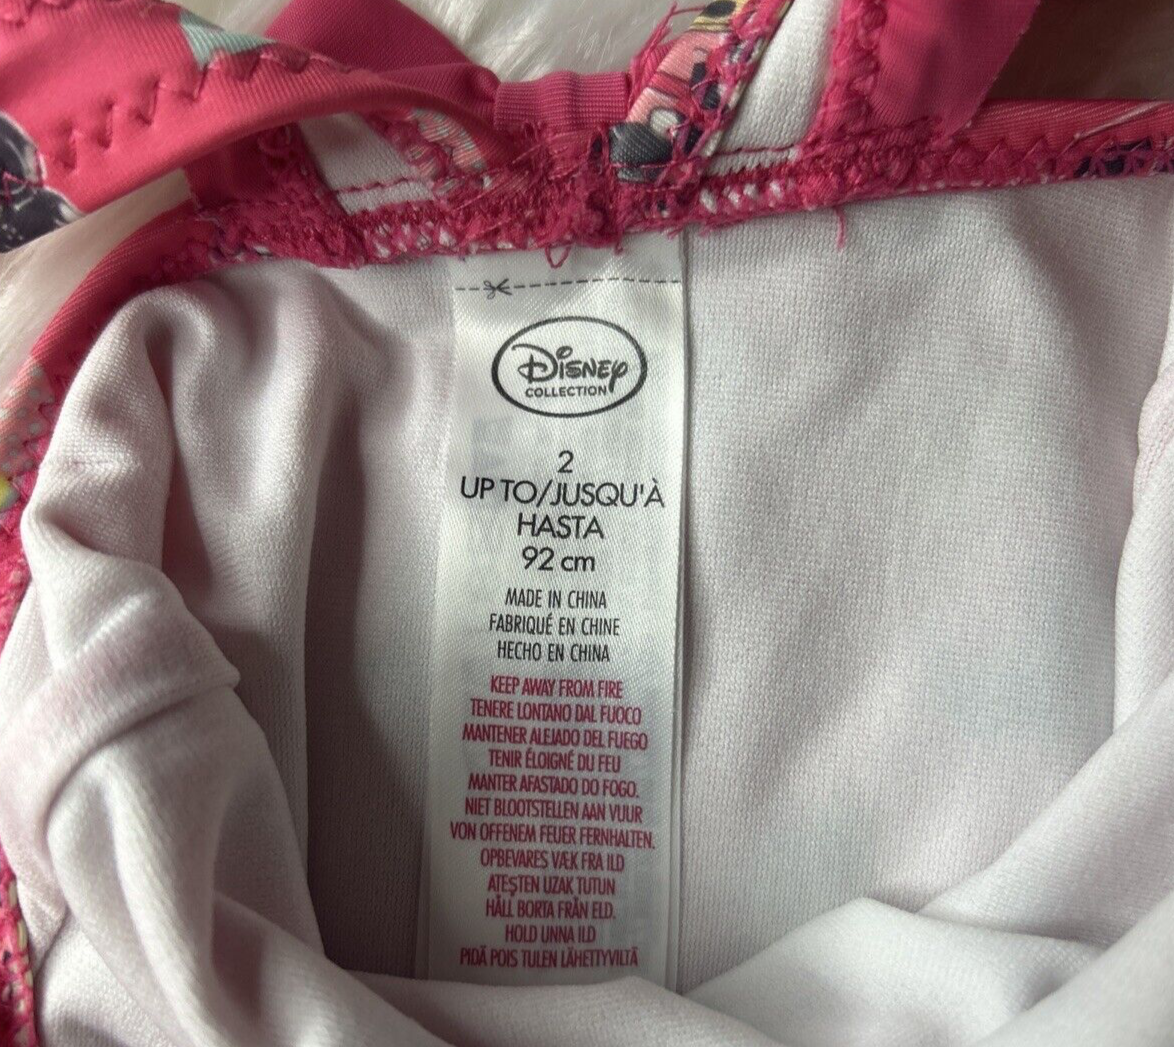 Disney
COLLECTION
2
UP TO/JUSQU'À
HASTA
92 cm
MADE IN CHINA
FABRIQUÉ EN CHINE
HECHO EN CHINA
KEEP AWAY FROM FIRE
TENERE LONTANO DAL FUOCO
MANTENER ALEJADO DEL FUEGO
TENIR ÉLOIGNÉ DU FEU
MANTER AFASTADO DO FOGO.
NIET BLOOTSTELLEN AAN VUUR
VON OFFENEM FEUER FERNHALTEN.
OPBEVARES VÆK FRA ILD
ATEŞTEN UZAK TUTUN
HÅLL BORTA FRÅN ELD.
HOLD UNNA ILD
PIDÄ POIS TULEN LÄHETTYVILTÄ